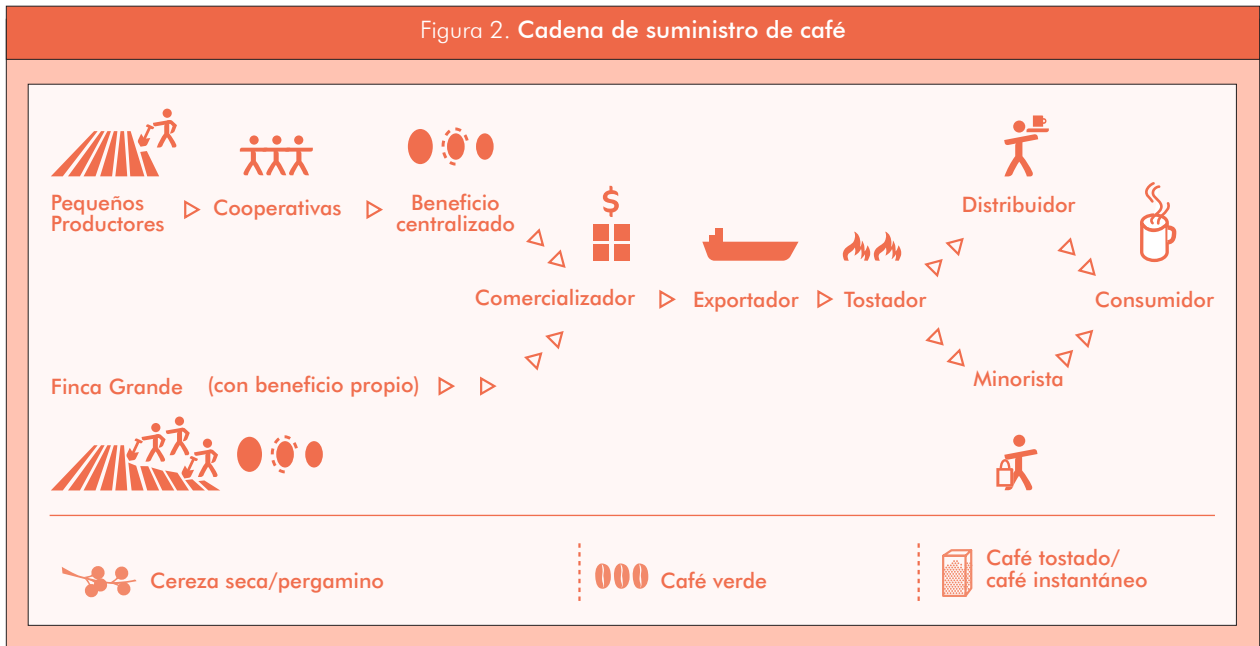 Figura 2. Cadena de suministro de café
$
Pequeños
Productores
Cooperativas
Beneficio
centralizado
Distribuidor
Comercializador
Exportador
Tostador
Consumidor
Minorista
Finca Grande (con beneficio propio)
Cereza seca/pergamino
Café verde
Café tostado/
café instantáneo